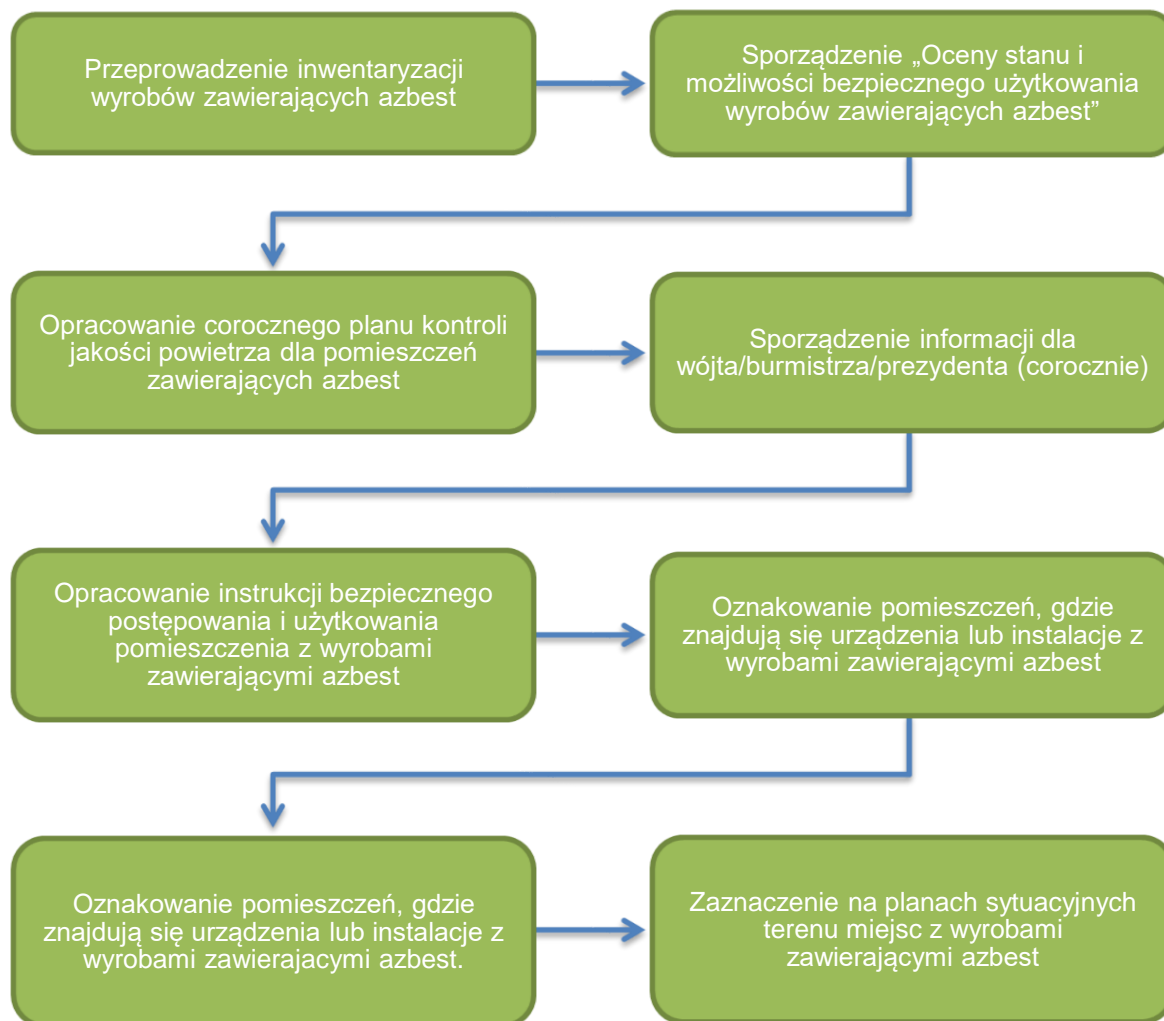 Przeprowadzenie inwentaryzacji
wyrobów zawierających azbest
Sporządzenie „Oceny stanu i
możliwości bezpiecznego użytkowania
wyrobów zawierających azbest”
Opracowanie corocznego planu kontroli
jakości powietrza dla pomieszczeń
zawierających azbest
Sporządzenie informacji dla
wójta/burmistrza/prezydenta (corocznie)
Opracowanie instrukcji bezpiecznego
postępowania i użytkowania
pomieszczenia z wyrobami
zawierającymi azbest
Oznakowanie pomieszczeń, gdzie
znajdują się urządzenia lub instalacje z
wyrobami zawierającymi azbest
Oznakowanie pomieszczeń, gdzie
znajdują się urządzenia lub instalacje z
wyrobami zawierajacymi azbest.
Zaznaczenie na planach sytuacyjnych
terenu miejsc z wyrobami
zawierającymi azbest